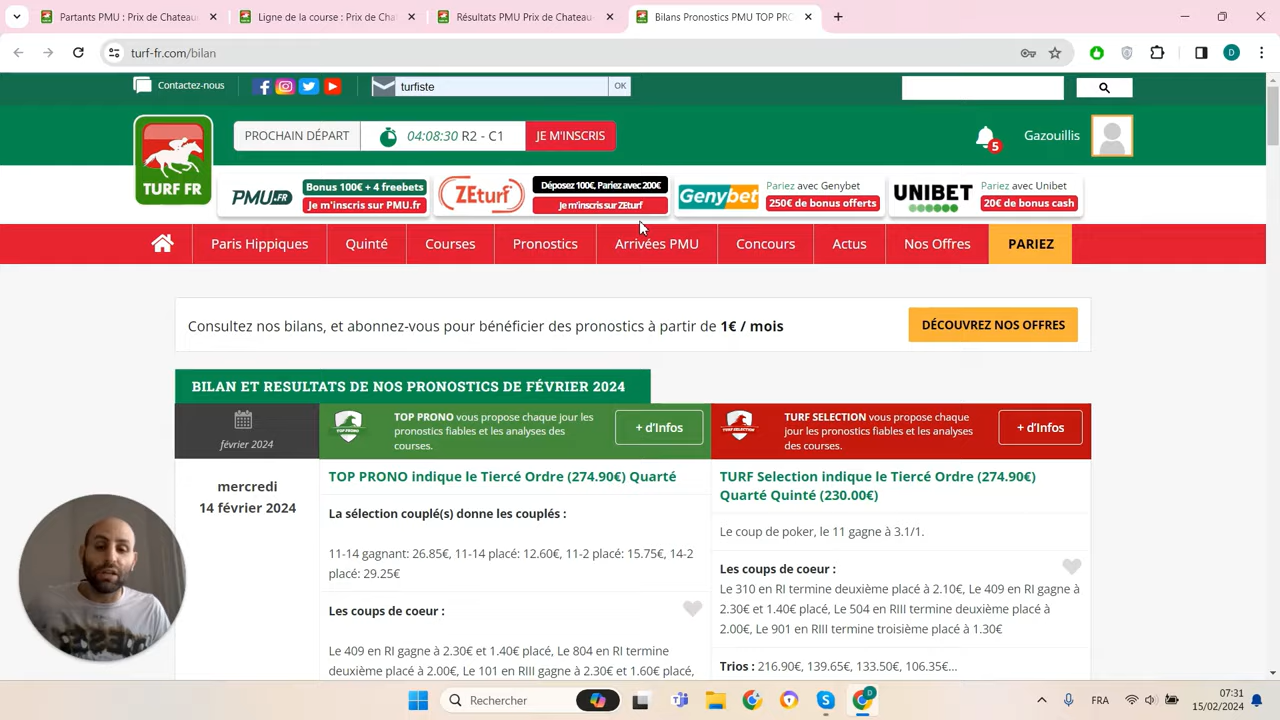 Partants PMU : Prix de Chateau
Ligne de la course : Prix de Cha
Résultats PMU Prix de Chateau-
Bilans Pronostics PMU TOP PRO
turf-fr.com/bilan
Contactez-nous
turfiste
OK
TURF FR
PROCHAIN DÉPART
04:08:30 R2 - C1
JE M'INSCRIS
5
Gazouillis
PMU.FR
Bonus 100€ + 4 freebets
Je m'inscris sur PMU.fr
ZEturf
Déposez 100€, Pariez avec 200€
Je m'inscris sur ZEturf
Genybet
Pariez avec Genybet
250€ de bonus offerts
UNIBET
Pariez avec Unibet
20€ de bonus cash
Paris Hippiques
Quinté
Courses
Pronostics
Arrivées PMU
Concours
Actus
Nos Offres
PARIEZ
Consultez nos bilans, et abonnez-vous pour bénéficier des pronostics à partir de 1€ / mois
DÉCOUVREZ NOS OFFRES
BILAN ET RESULTATS DE NOS PRONOSTICS DE FÉVRIER 2024
février 2024
TOP PRONO
TOP PRONO vous propose chaque jour les
pronostics fiables et les analyses des
courses.
+ d'Infos
TURF SELECTION
TURF SELECTION vous propose chaque
jour les pronostics fiables et les analyses
des courses.
+ d'Infos
mercredi
14 février 2024
TOP PRONO indique le Tiercé Ordre (274.90€) Quarté
La sélection couplé(s) donne les couplés :
11-14 gagnant: 26.85€, 11-14 placé: 12.60€, 11-2 placé: 15.75€, 14-2
placé: 29.25€
Les coups de coeur :
Le 409 en RI gagne à 2.30€ et 1.40€ placé, Le 804 en RI termine
deuxième placé à 2.00€, Le 101 en RIII gagne à 2.30€ et 1.60€ placé,
TURF Selection indique le Tiercé Ordre (274.90€)
Quarté Quinté (230.00€)
Le coup de poker, le 11 gagne à 3.1/1.
Les coups de coeur :
Le 310 en RI termine deuxième placé à 2.10€, Le 409 en RI gagne à
2.30€ et 1.40€ placé, Le 504 en RIII termine deuxième placé à
2.00€, Le 901 en RIII termine troisième placé à 1.30€
Trios : 216.90€, 139.65€, 133.50€, 106.35€...
Rechercher
FRA
07:31
15/02/2024